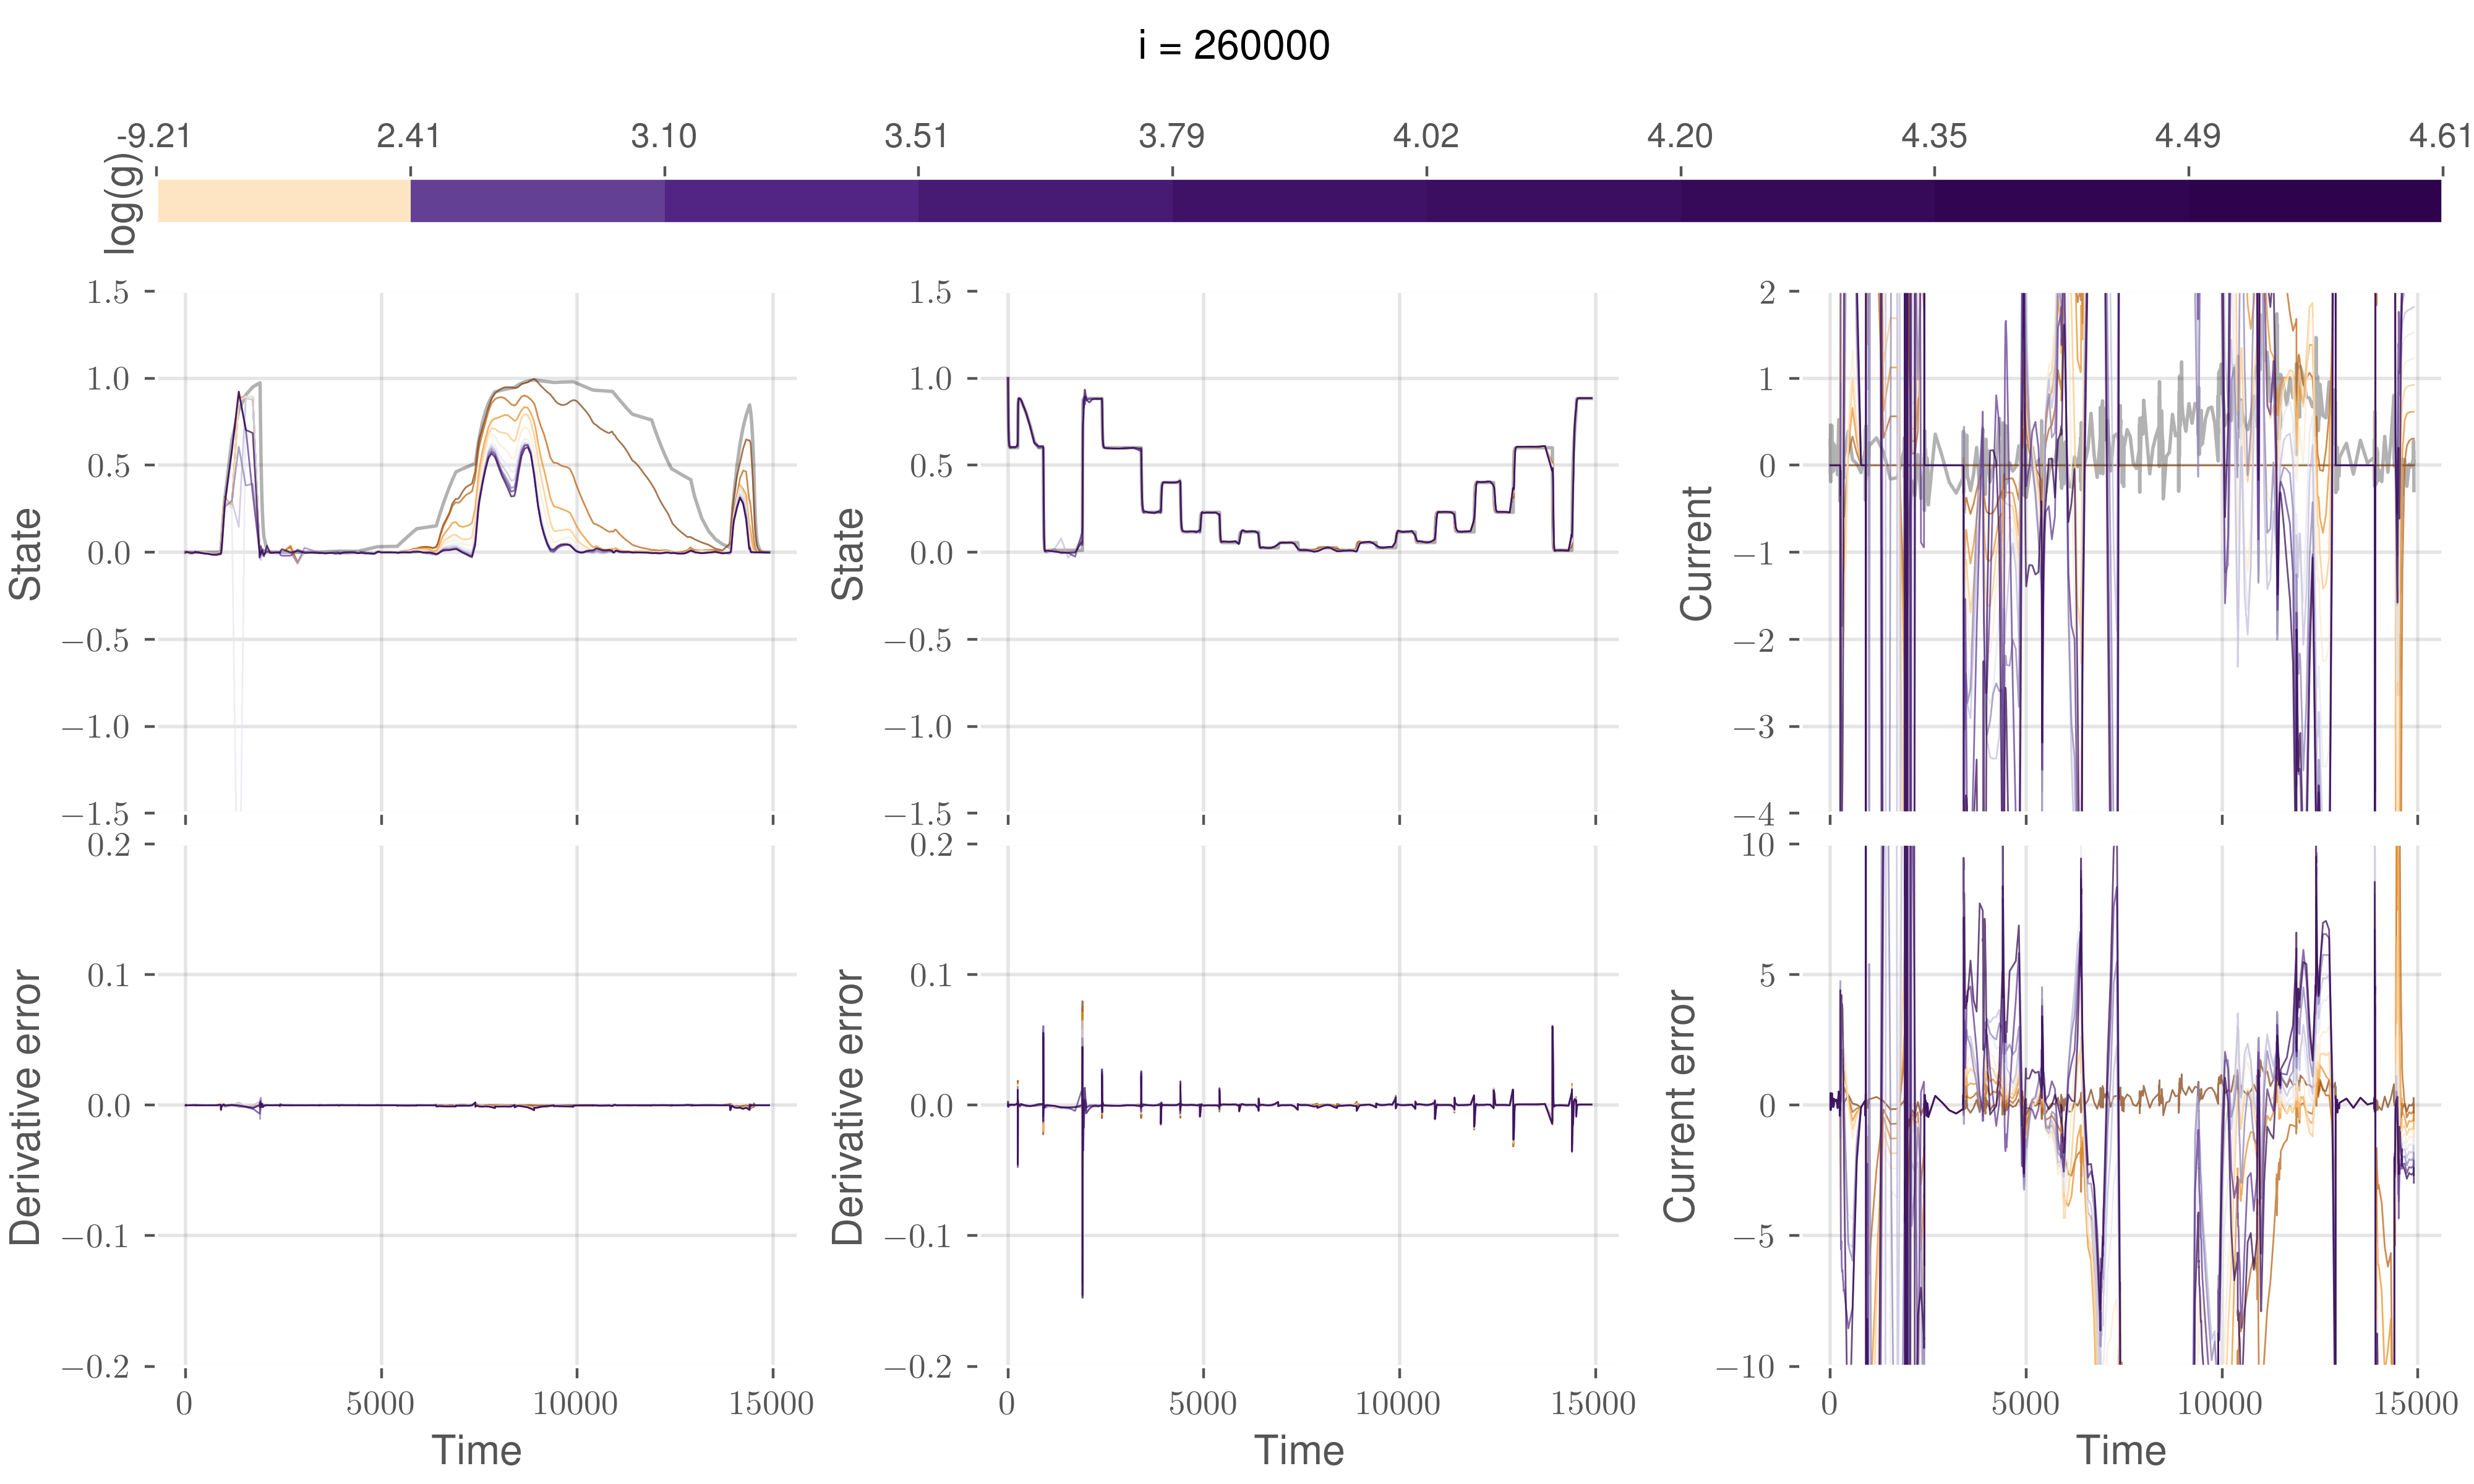 i = 260000
-9.21 2.41 3.10 3.51 3.79 4.02 4.20 4.35 4.49 4.61
log(g)
1.5
1.0
0.5
0.0
−0.5
−1.0
−1.5
State
1.5
1.0
0.5
0.0
−0.5
−1.0
−1.5
State
2
1
0
−1
−2
−3
−4
Current
0.2
0.1
0.0
−0.1
−0.2
Derivative error
0 5000 10000 15000
Time
0.2
0.1
0.0
−0.1
−0.2
Derivative error
0 5000 10000 15000
Time
10
5
0
−5
−10
Current error
0 5000 10000 15000
Time